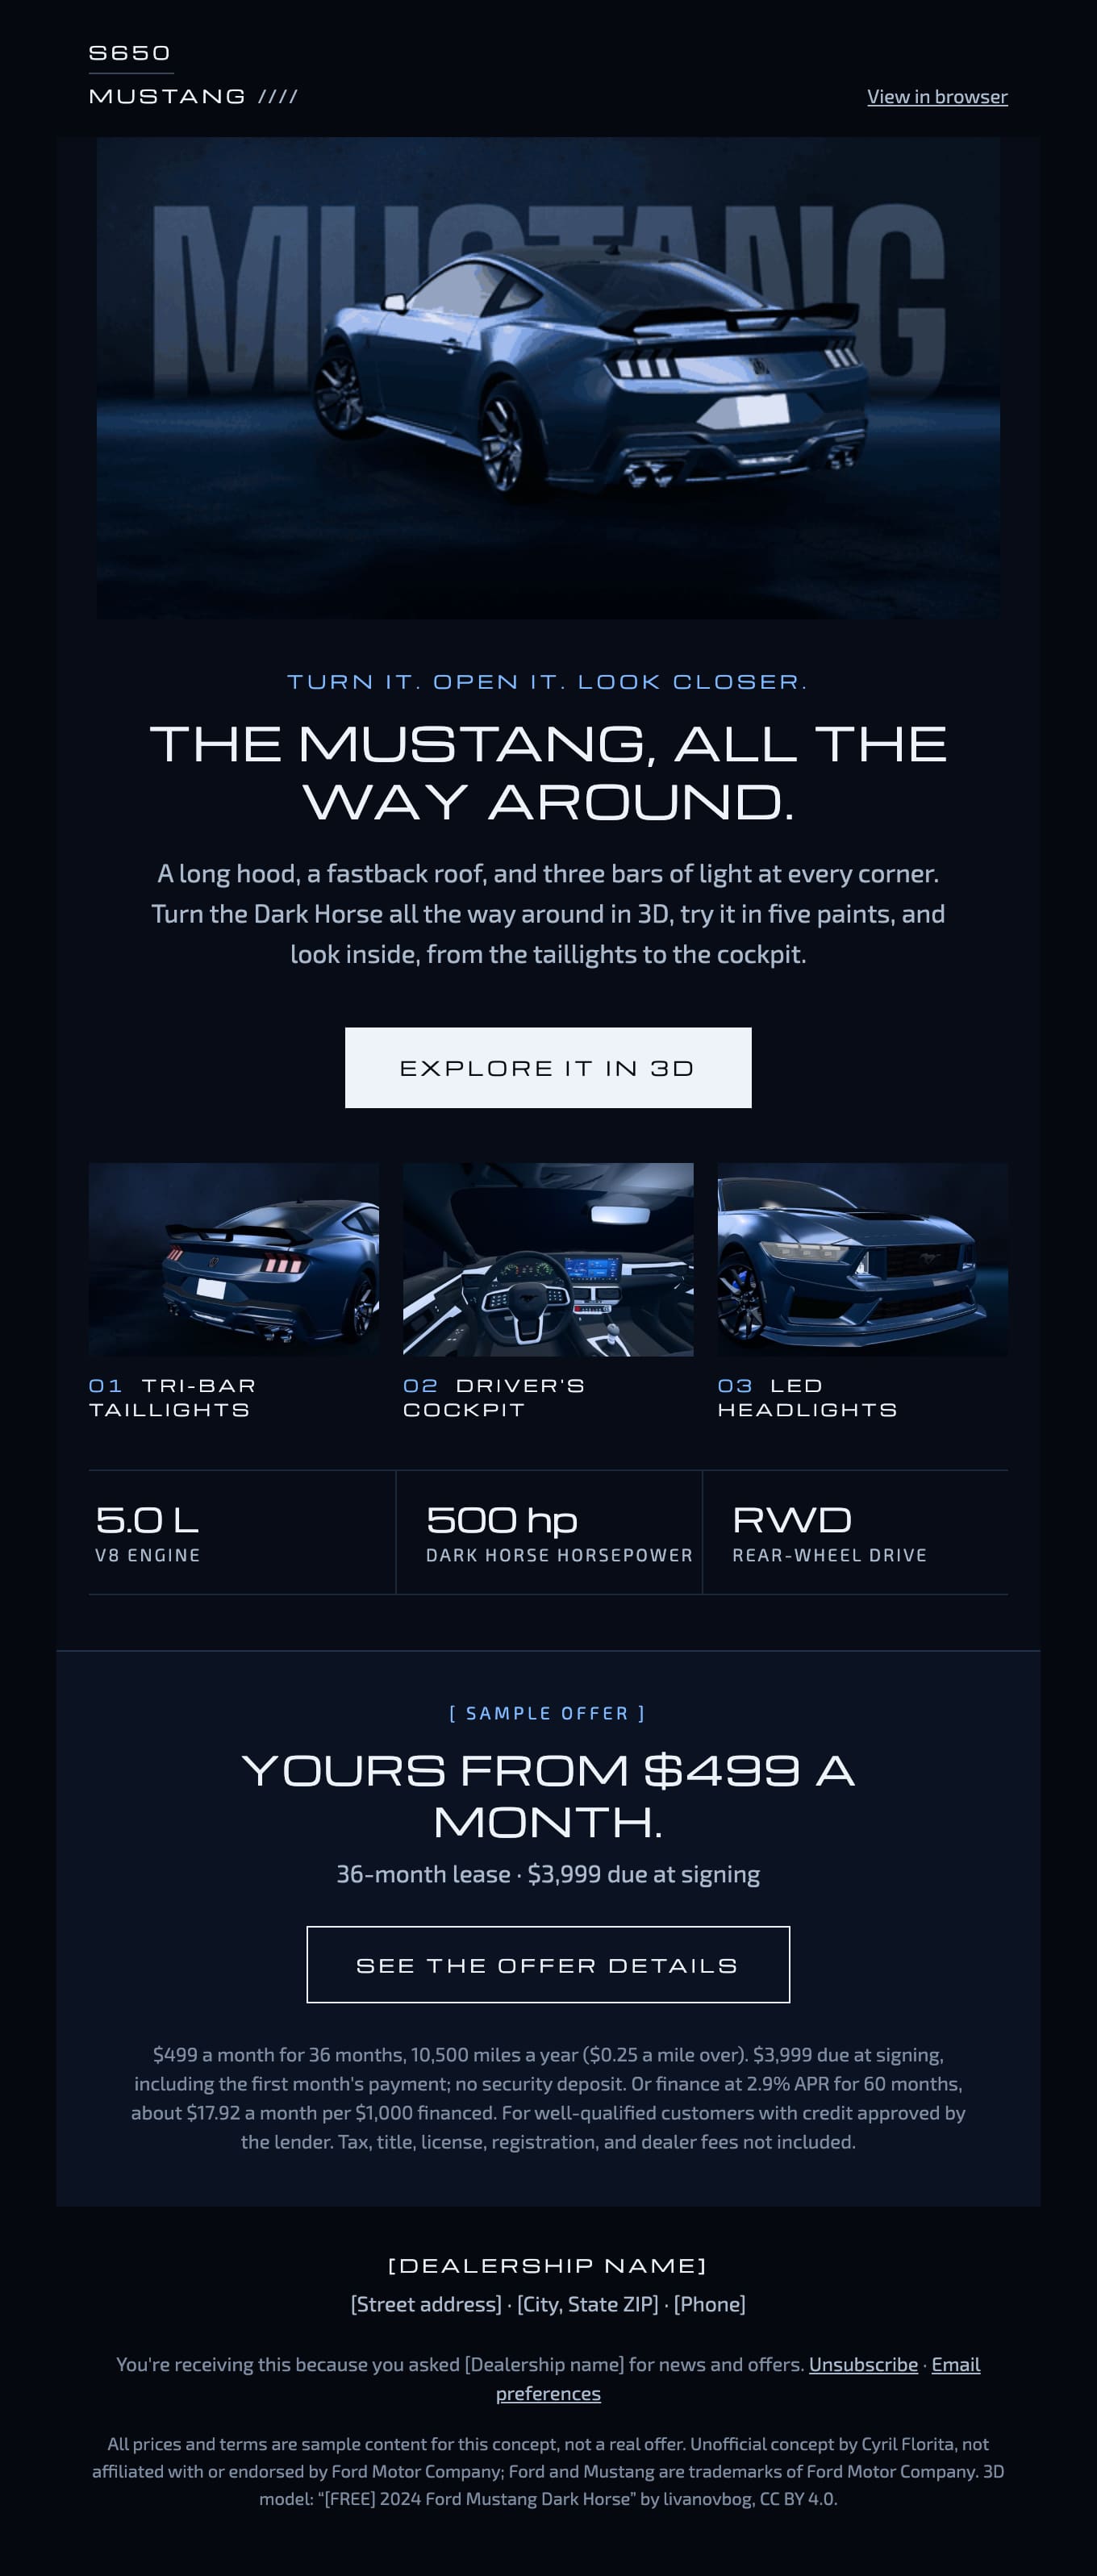 S650
MUSTANG ////
View in browser
MUSTANG
TURN IT. OPEN IT. LOOK CLOSER.
THE MUSTANG, ALL THE
WAY AROUND.
A long hood, a fastback roof, and three bars of light at every corner.
Turn the Dark Horse all the way around in 3D, try it in five paints, and
look inside, from the taillights to the cockpit.
EXPLORE IT IN 3D
01 TRI-BAR
TAILLIGHTS
02 DRIVER'S
COCKPIT
03 LED
HEADLIGHTS
5.0 L
V8 ENGINE
500 hp
DARK HORSE HORSEPOWER
RWD
REAR-WHEEL DRIVE
[ SAMPLE OFFER ]
YOURS FROM $499 A
MONTH.
36-month lease · $3,999 due at signing
SEE THE OFFER DETAILS
$499 a month for 36 months, 10,500 miles a year ($0.25 a mile over). $3,999 due at signing,
including the first month's payment; no security deposit. Or finance at 2.9% APR for 60 months,
about $17.92 a month per $1,000 financed. For well-qualified customers with credit approved by
the lender. Tax, title, license, registration, and dealer fees not included.
[DEALERSHIP NAME]
[Street address] · [City, State ZIP] · [Phone]
You're receiving this because you asked [Dealership name] for news and offers. Unsubscribe · Email
preferences
All prices and terms are sample content for this concept, not a real offer. Unofficial concept by Cyril Florita, not
affiliated with or endorsed by Ford Motor Company; Ford and Mustang are trademarks of Ford Motor Company. 3D
model: “[FREE] 2024 Ford Mustang Dark Horse” by livanovbog, CC BY 4.0.